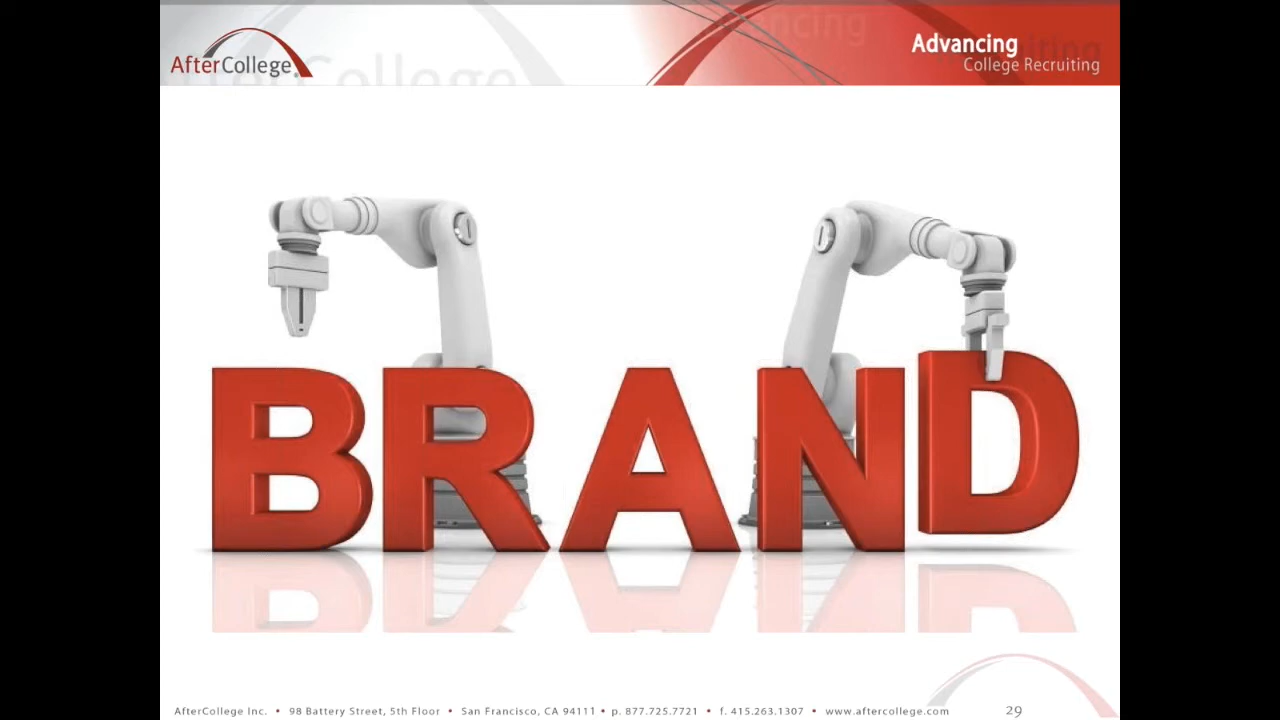 AfterCollege
Advancing
College Recruiting
BRAND
AfterCollege Inc. • 98 Battery Street, 5th Floor • San Francisco, CA 94111 • p. 877.725.7721 • f. 415.263.1307 • www.aftercollege.com 29